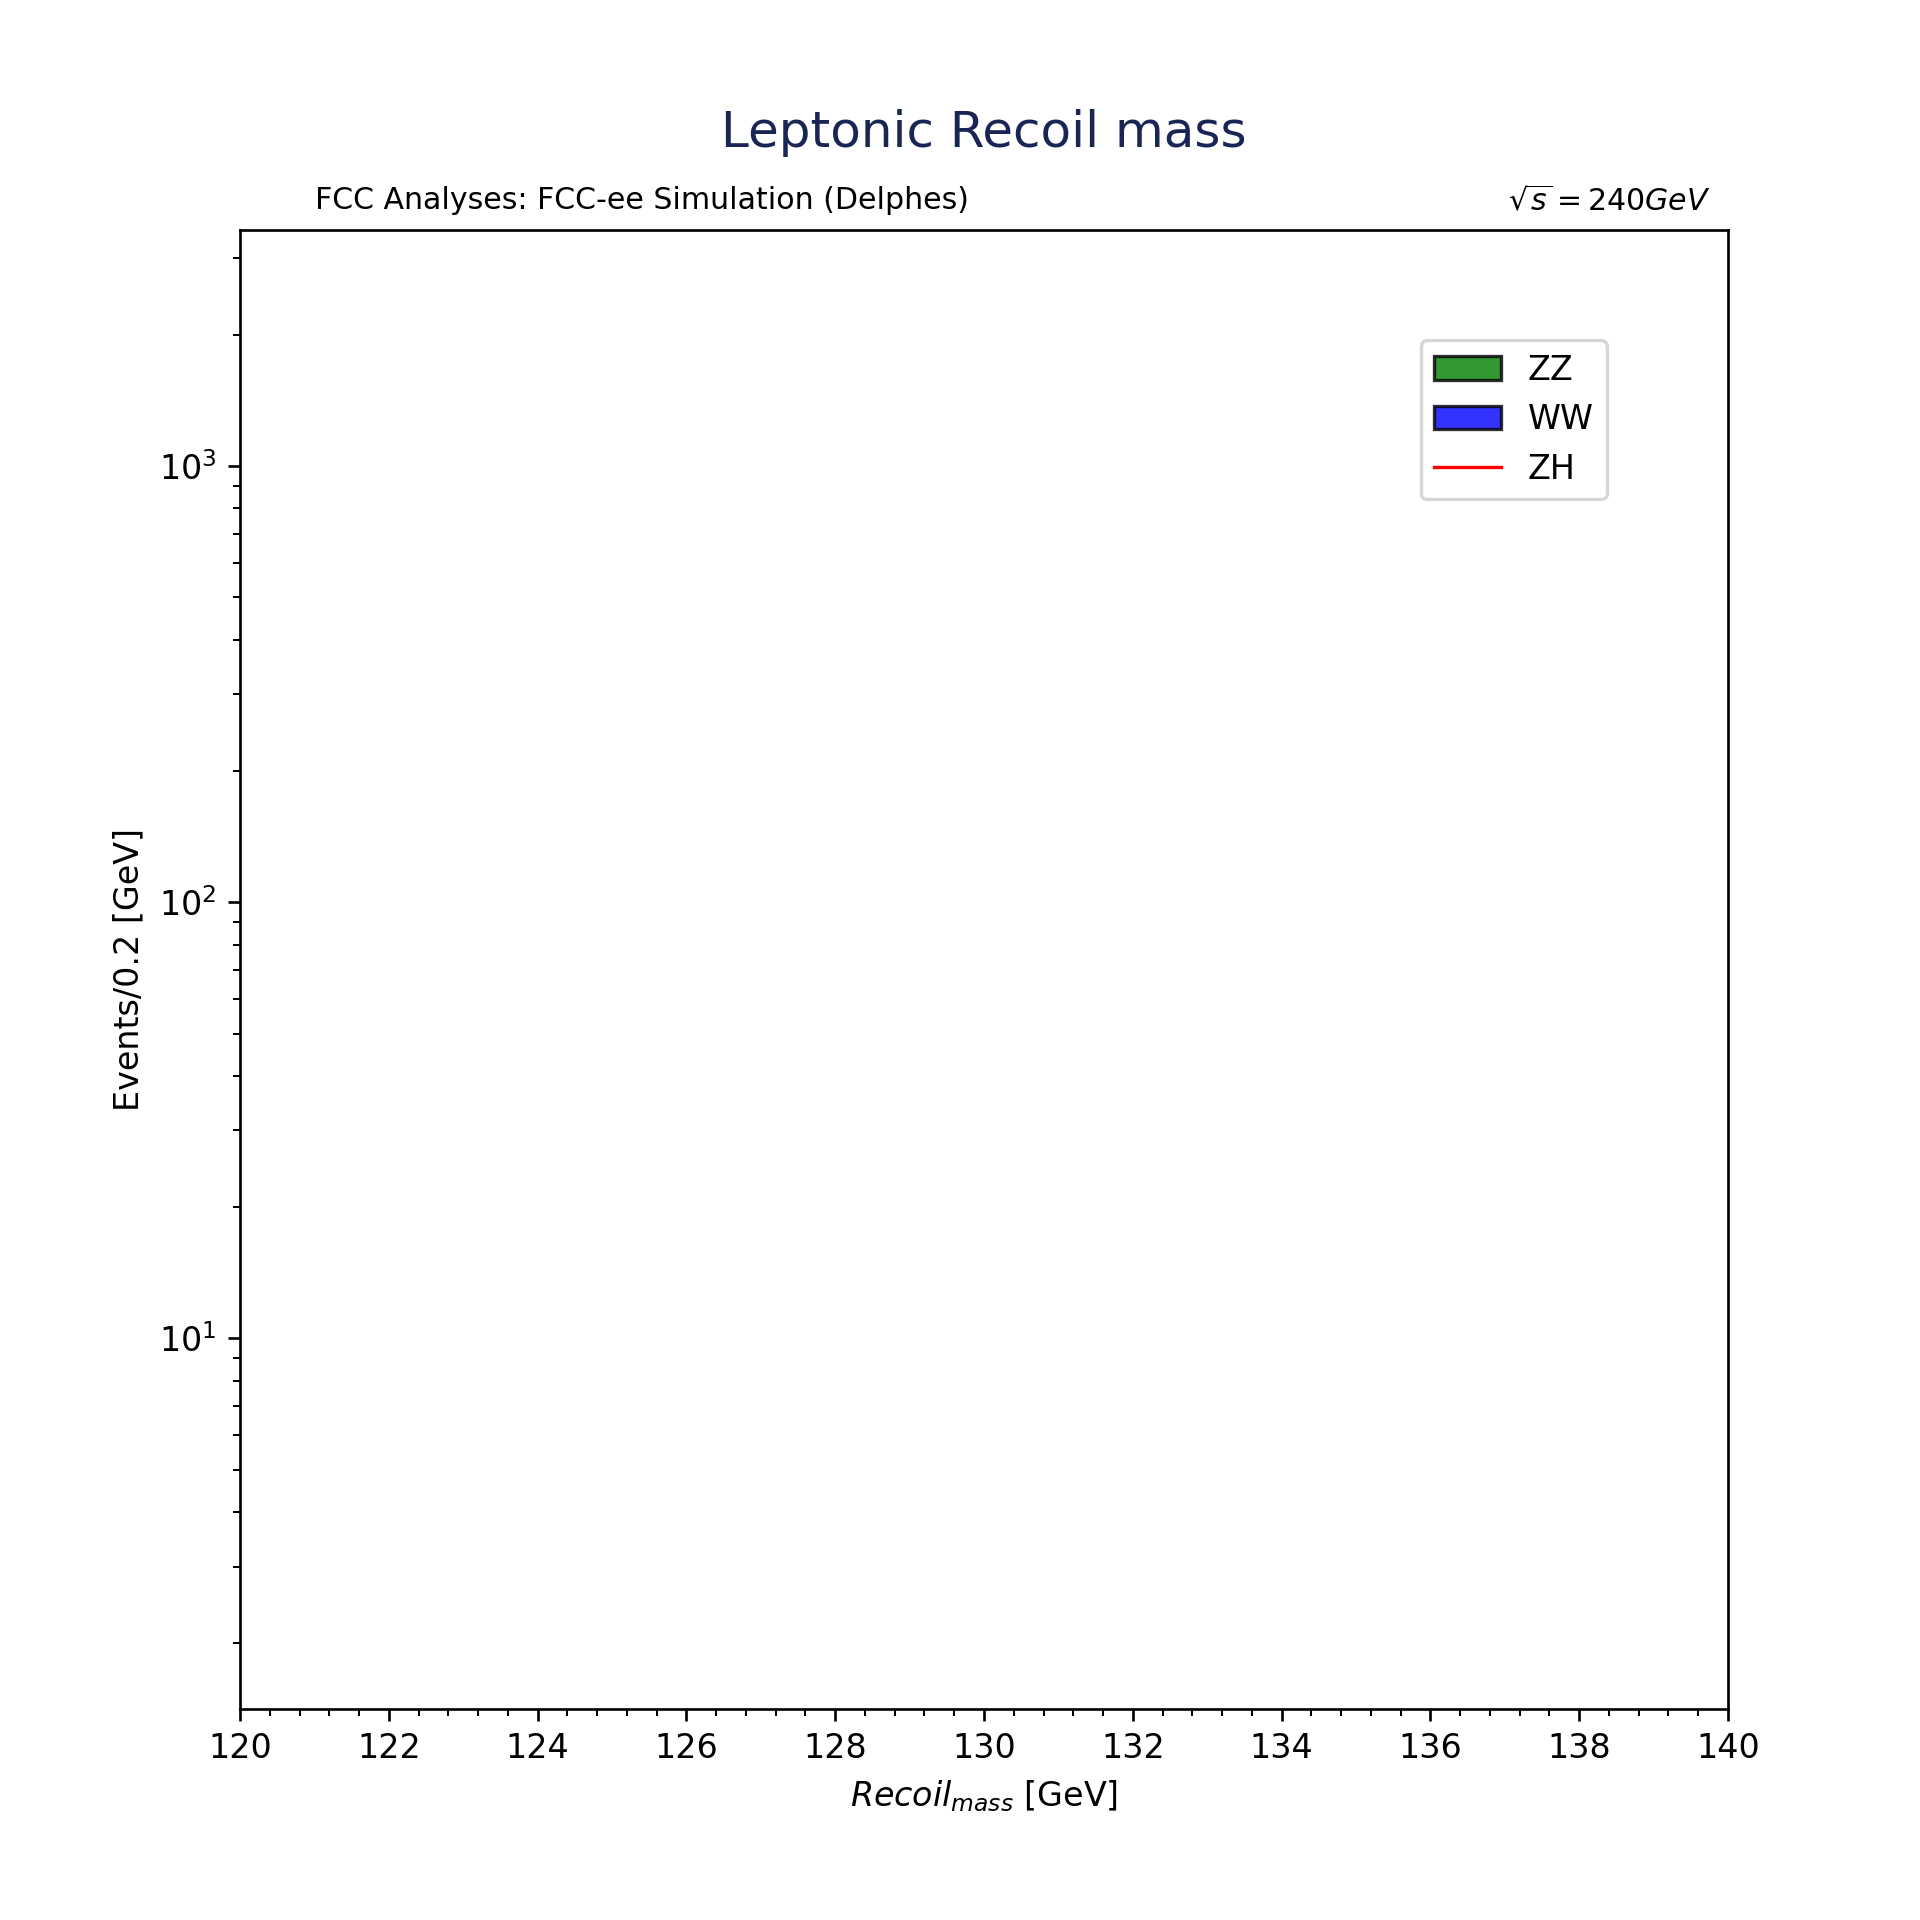 Leptonic Recoil mass
FCC Analyses: FCC-ee Simulation (Delphes)
√s = 240GeV
ZZ
WW
ZH
10³
10²
10¹
Events/0.2 [GeV]
120 122 124 126 128 130 132 134 136 138 140
Recoil_mass [GeV]